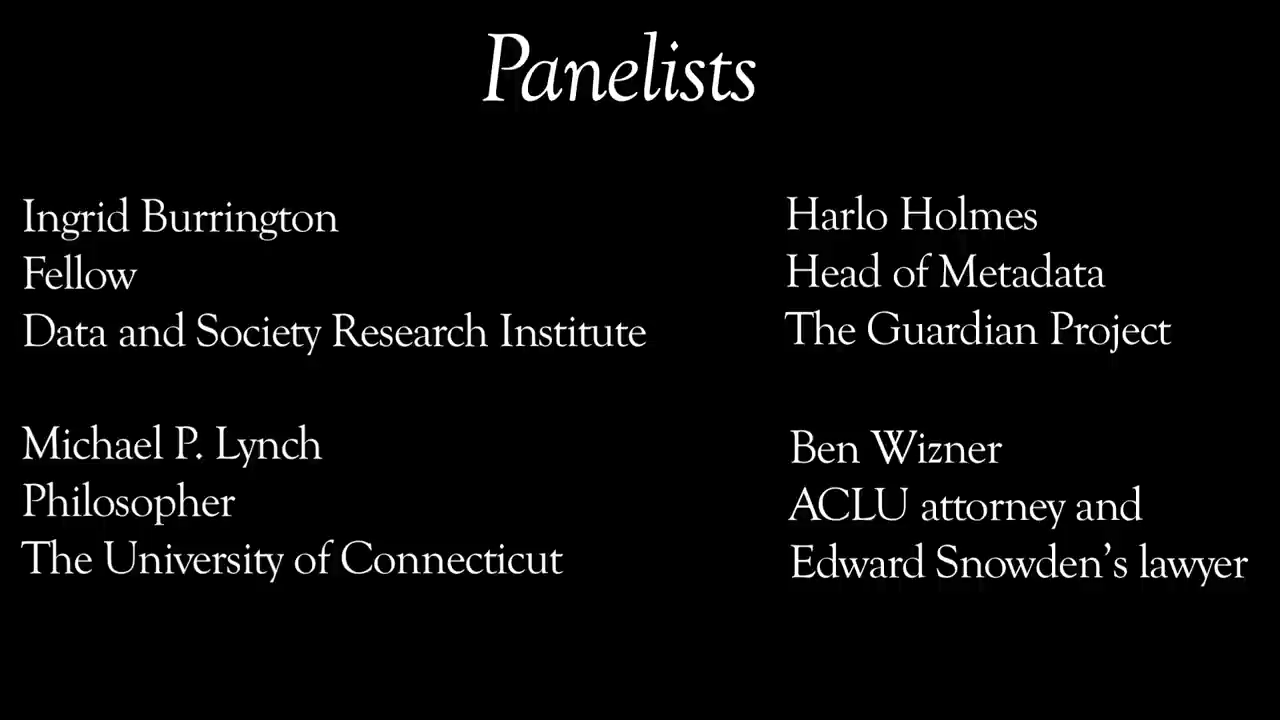 Panelists
Ingrid Burrington
Fellow
Data and Society Research Institute
Harlo Holmes
Head of Metadata
The Guardian Project
Michael P. Lynch
Philosopher
The University of Connecticut
Ben Wizner
ACLU attorney and
Edward Snowden’s lawyer